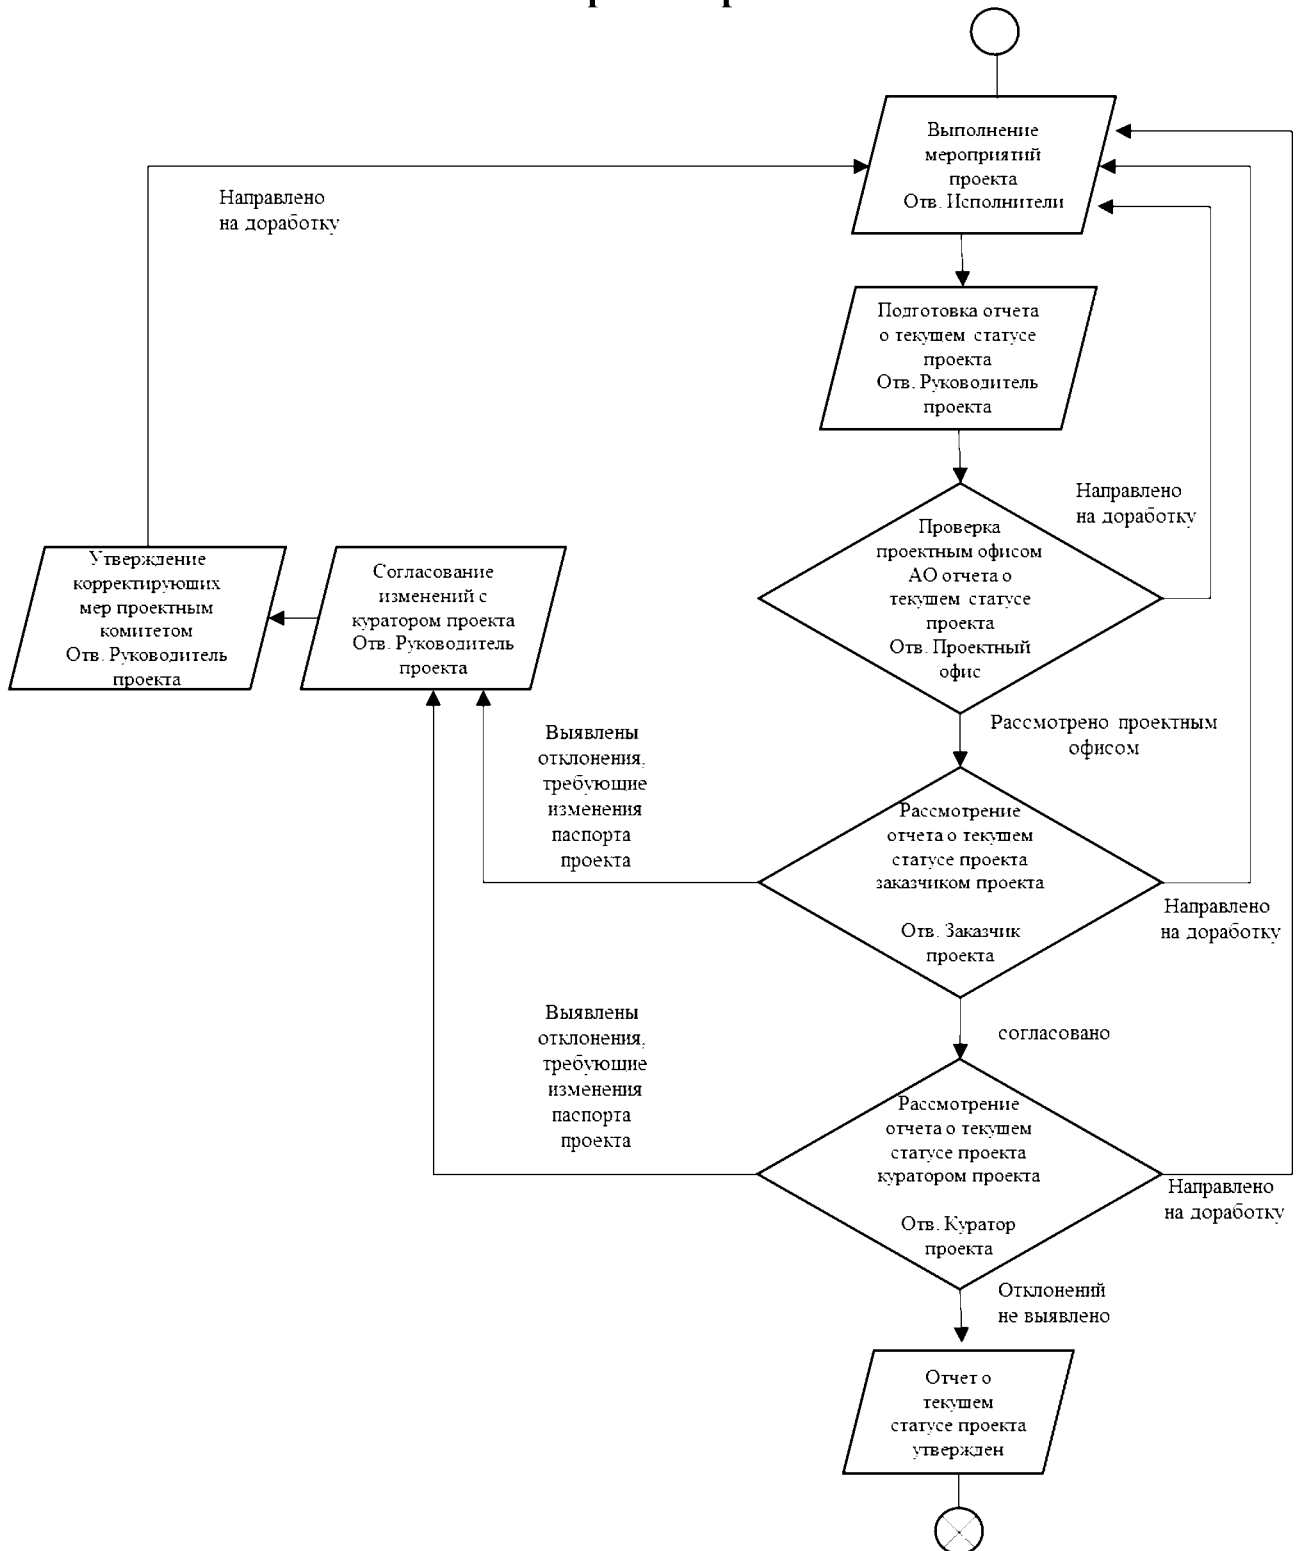 Выполнение
мероприятий
проекта
Отв. Исполнители
Направлено
на доработку
Подготовка отчета
о текущем статусе
проекта
Отв. Руководитель
проекта
Направлено
на доработку
Проверка
проектным офисом
АО отчета о
текущем статусе
проекта
Отв. Проектный
офис
Утверждение
корректирующих
мер проектным
комитетом
Отв. Руководитель
проекта
Согласование
изменений с
куратором проекта
Отв. Руководитель
проекта
Рассмотрено проектным
офисом
Выявлены
отклонения,
требующие
изменения
паспорта
проекта
Рассмотрение
отчета о текущем
статусе проекта
заказчиком проекта
Отв. Заказчик
проекта
Направлено
на доработку
согласовано
Выявлены
отклонения,
требующие
изменения
паспорта
проекта
Рассмотрение
отчета о текущем
статусе проекта
куратором проекта
Отв. Куратор
проекта
Направлено
на доработку
Отклонений
не выявлено
Отчет о
текущем
статусе проекта
утвержден